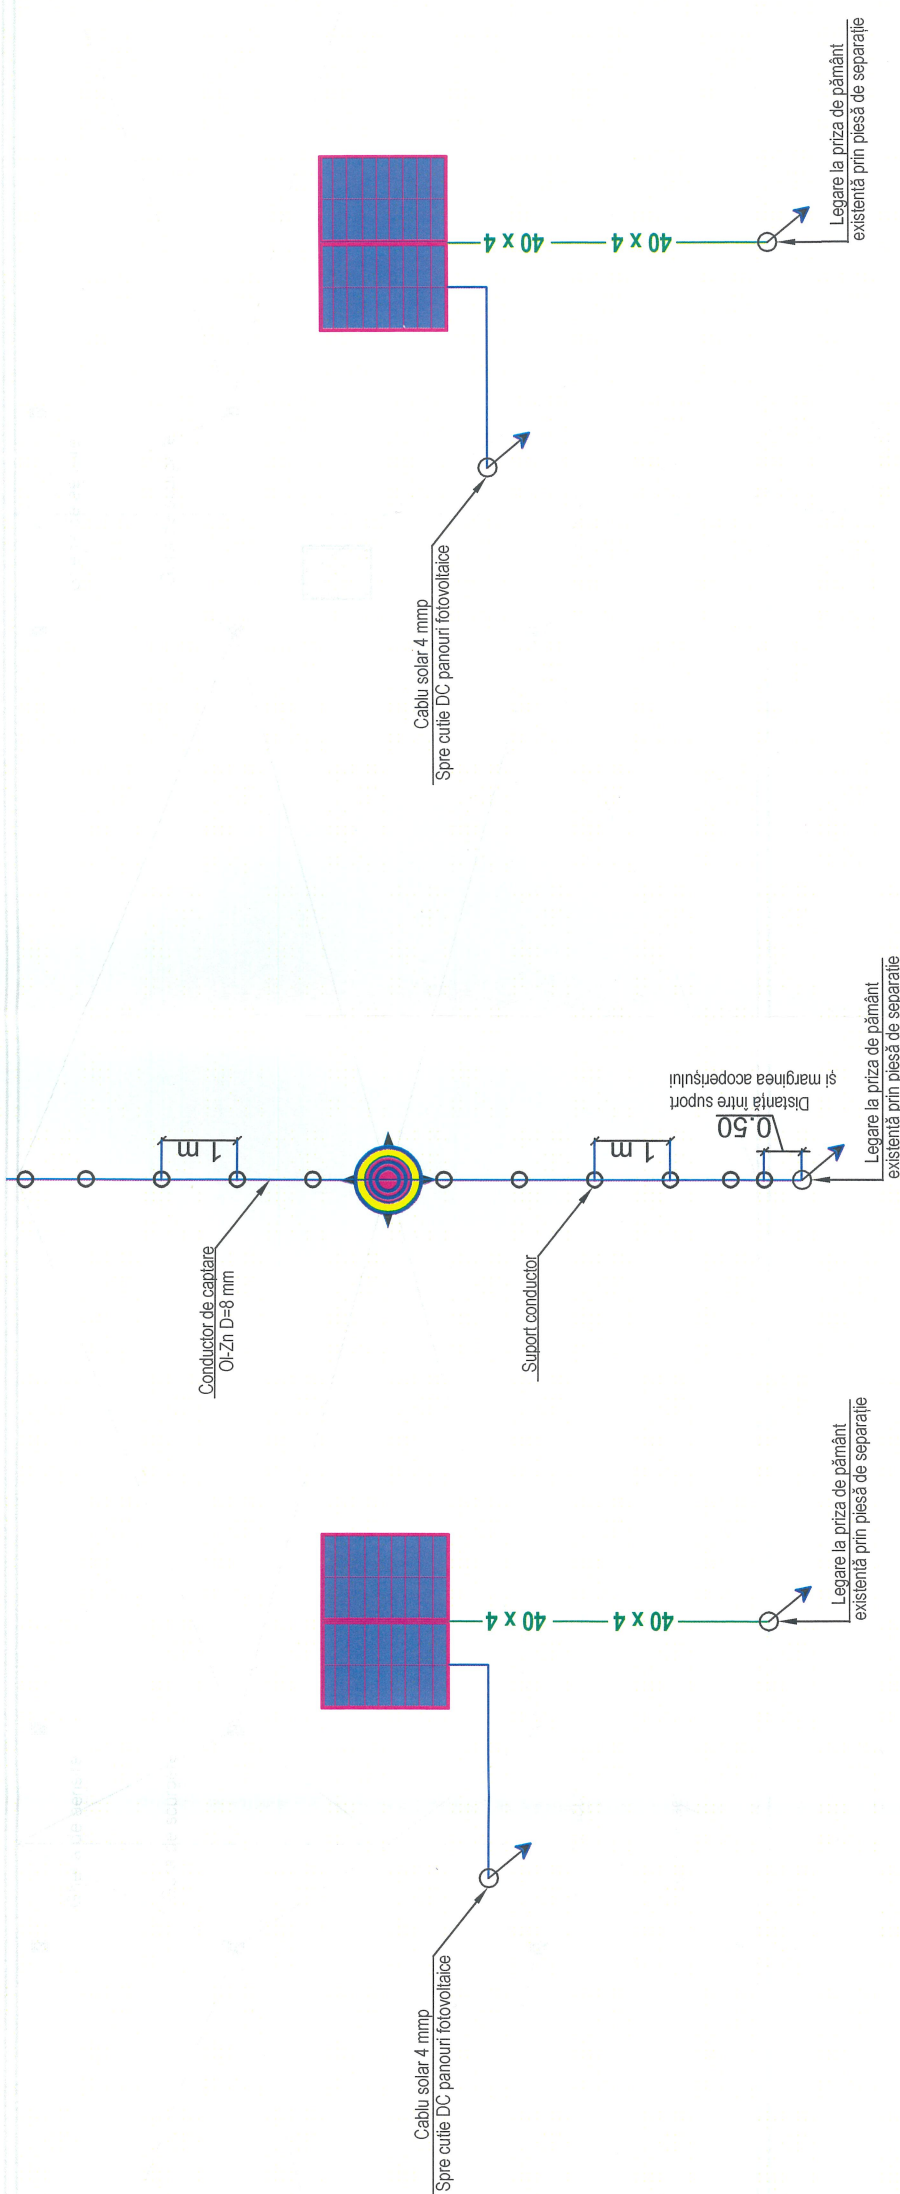 Cablu solar 4 mmp
Spre cutie DC panouri fotovoltaice
40 x 4
40 x 4
Legare la priza de pământ
existentă prin piesă de separație
Conductor de captare
Ol-Zn D=8 mm
1 m
Suport conductor
1 m
0.50
Distanță între suport
și marginea acoperișului
Legare la priza de pământ
existentă prin piesă de separatie
Cablu solar 4 mmp
Spre cutie DC panouri fotovoltaice
40 x 4
40 x 4
Legare la priza de pământ
existentă prin piesă de separație